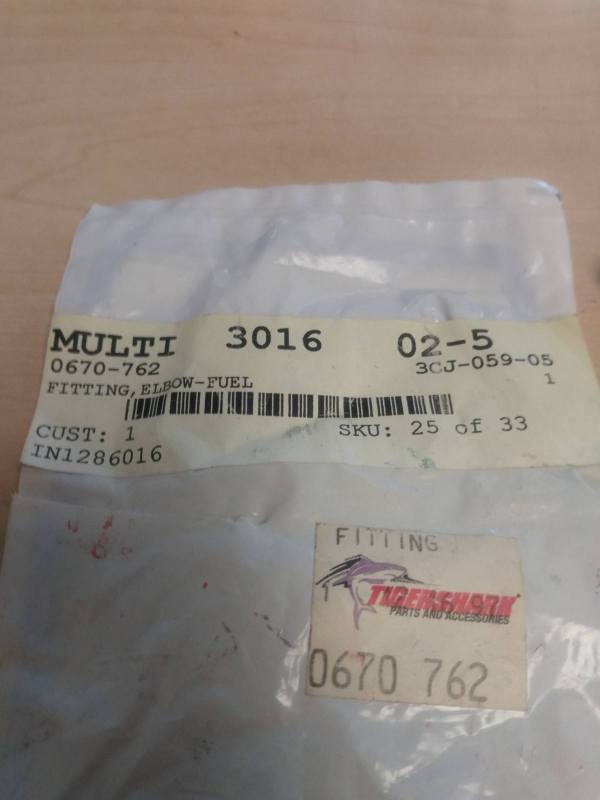 MULTI 3016 02-5
0670-762 3CJ-059-05
FITTING, ELBOW-FUEL 1
CUST: 1 SKU: 25 of 33
IN1286016
FITTING
1
TIGERSHARK
PARTS AND ACCESSORIES
0670 762